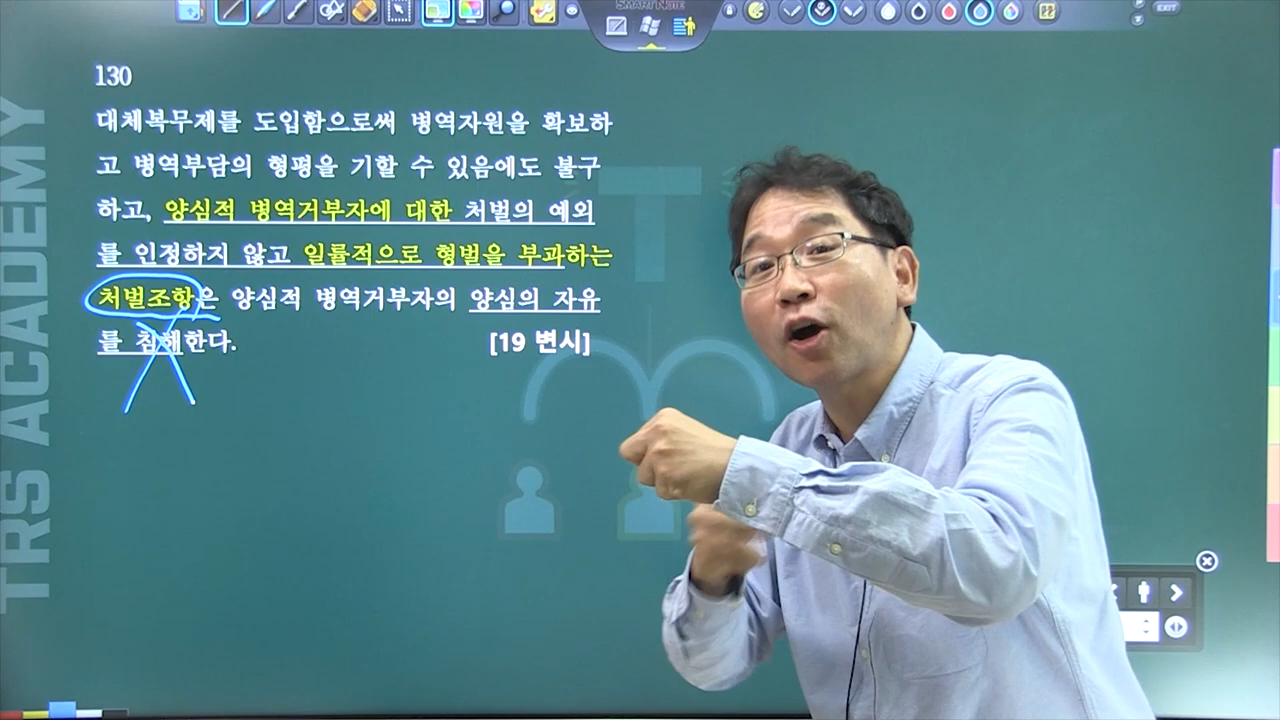 SMART NOTE
EXIT
130
대체복무제를 도입함으로써 병역자원을 확보하
고 병역부담의 형평을 기할 수 있음에도 불구
하고, 양심적 병역거부자에 대한 처벌의 예외
를 인정하지 않고 일률적으로 형벌을 부과하는
처벌조항은 양심적 병역거부자의 양심의 자유
를 침해한다. [19 변시]
TRS ACADEMY